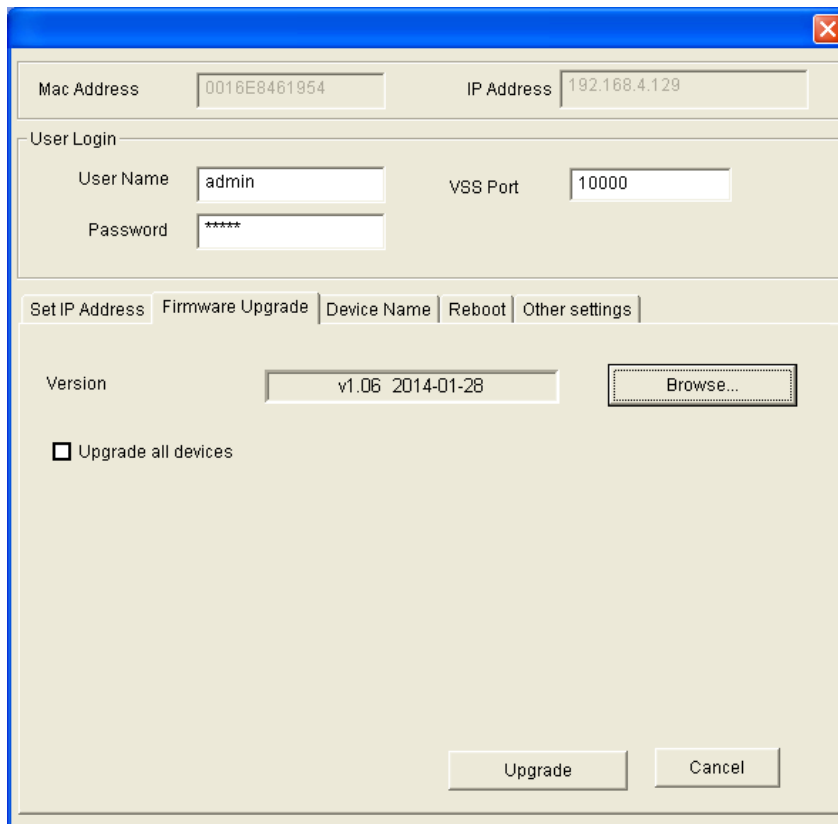 Mac Address 0016E8461954 IP Address 192.168.4.129
User Login
User Name admin VSS Port 10000
Password *****
Set IP Address Firmware Upgrade Device Name Reboot Other settings
Version v1.06 2014-01-28 Browse...
Upgrade all devices
Upgrade Cancel